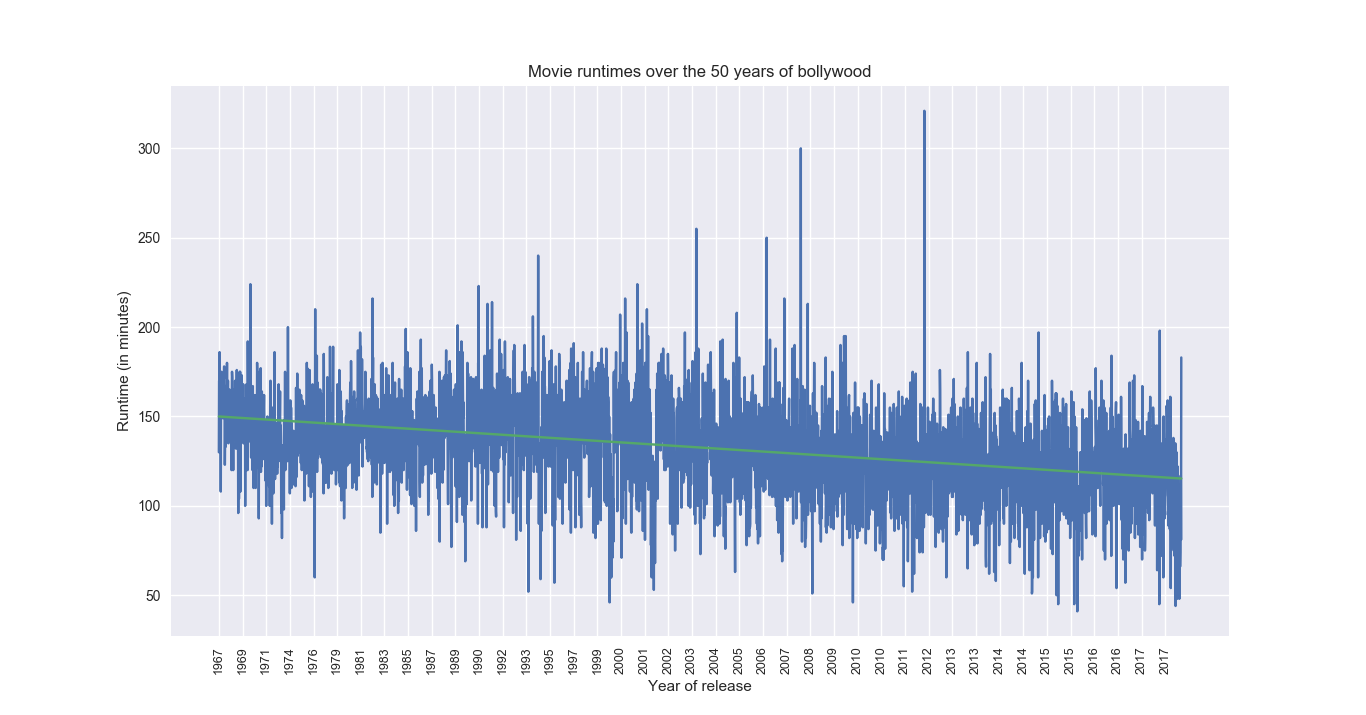 Movie runtimes over the 50 years of bollywood
300
250
200
150
100
50
Runtime (in minutes)
1967 1969 1971 1974 1976 1979 1981 1983 1985 1987 1989 1990 1992 1993 1995 1997 1999 2000 2001 2002 2003 2004 2005 2006 2007 2008 2009 2010 2010 2011 2012 2013 2013 2014 2014 2015 2015 2016 2016 2017 2017
Year of release